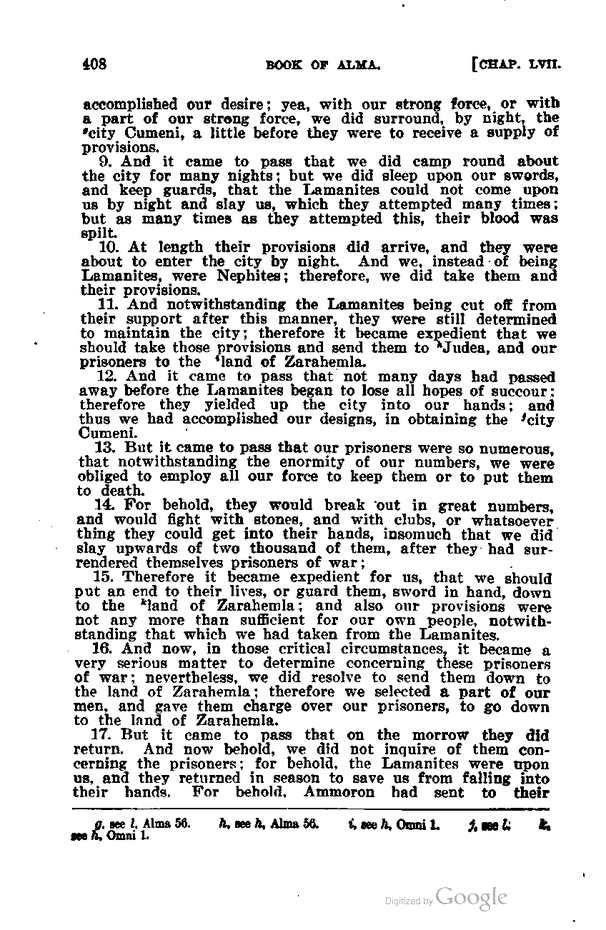 408 BOOK OF ALMA. [CHAP. LVII.
accomplished our desire; yea, with our strong force, or with
a part of our strong force, we did surround, by night, the
ᵍcity Cumeni, a little before they were to receive a supply of
provisions.
9. And it came to pass that we did camp round about
the city for many nights; but we did sleep upon our swords,
and keep guards, that the Lamanites could not come upon
us by night and slay us, which they attempted many times;
but as many times as they attempted this, their blood was
spilt.
10. At length their provisions did arrive, and they were
about to enter the city by night. And we, instead of being
Lamanites, were Nephites; therefore, we did take them and
their provisions.
11. And notwithstanding the Lamanites being cut off from
their support after this manner, they were still determined
to maintain the city; therefore it became expedient that we
should take those provisions and send them to ʰJudea, and our
prisoners to the ⁱland of Zarahemla.
12. And it came to pass that not many days had passed
away before the Lamanites began to lose all hopes of succour;
therefore they yielded up the city into our hands; and
thus we had accomplished our designs, in obtaining the ʲcity
Cumeni.
13. But it came to pass that our prisoners were so numerous,
that notwithstanding the enormity of our numbers, we were
obliged to employ all our force to keep them or to put them
to death.
14. For behold, they would break out in great numbers,
and would fight with stones, and with clubs, or whatsoever
thing they could get into their hands, insomuch that we did
slay upwards of two thousand of them, after they had sur-
rendered themselves prisoners of war;
15. Therefore it became expedient for us, that we should
put an end to their lives, or guard them, sword in hand, down
to the ᵏland of Zarahemla; and also our provisions were
not any more than sufficient for our own people, notwith-
standing that which we had taken from the Lamanites.
16. And now, in those critical circumstances, it became a
very serious matter to determine concerning these prisoners
of war; nevertheless, we did resolve to send them down to
the land of Zarahemla; therefore we selected a part of our
men, and gave them charge over our prisoners, to go down
to the land of Zarahemla.
17. But it came to pass that on the morrow they did
return. And now behold, we did not inquire of them con-
cerning the prisoners; for behold, the Lamanites were upon
us, and they returned in season to save us from falling into
their hands. For behold, Ammoron had sent to their
g, see l, Alma 56. h, see h, Alma 56. i, see h, Omni 1. j, see l; k,
see h, Omni 1.
Digitized by Google